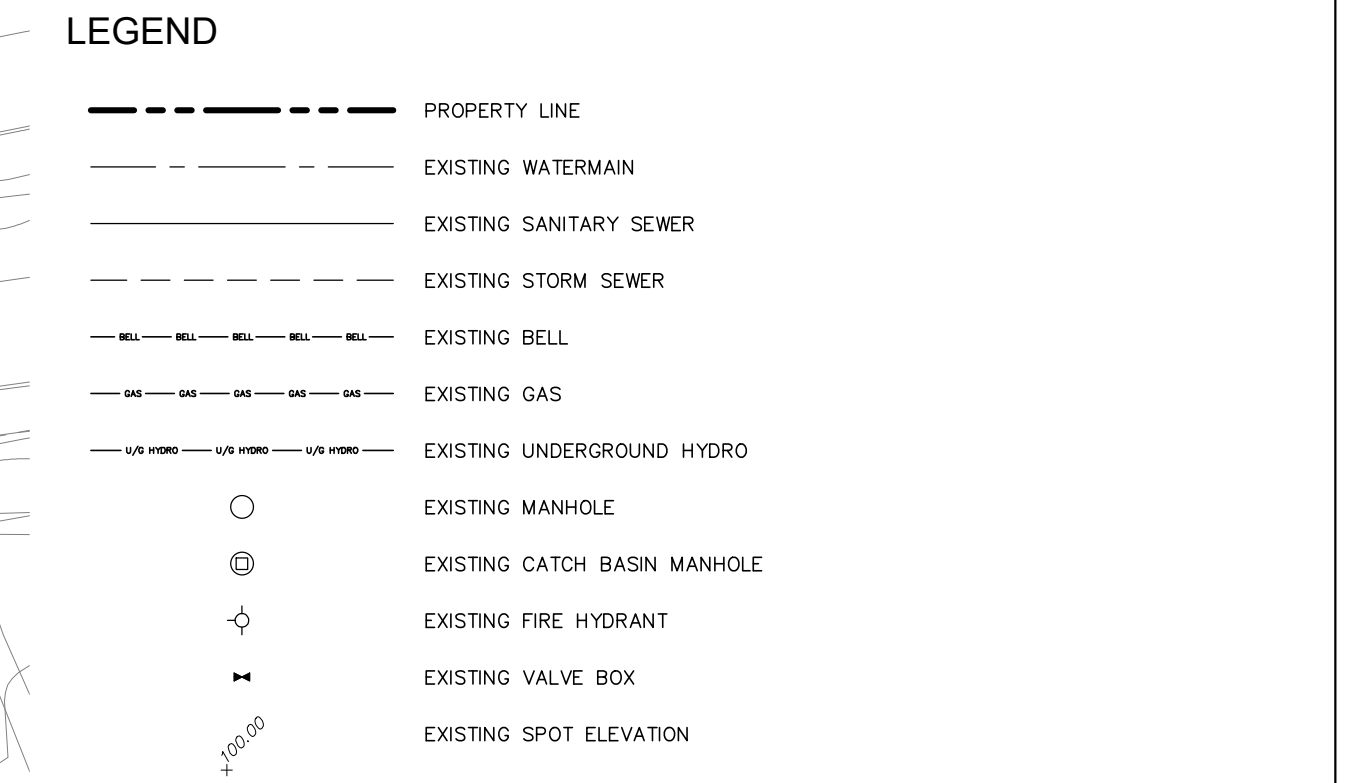 LEGEND
PROPERTY LINE
EXISTING WATERMAIN
EXISTING SANITARY SEWER
EXISTING STORM SEWER
BELL BELL BELL BELL BELL EXISTING BELL
GAS GAS GAS GAS GAS EXISTING GAS
U/G HYDRO U/G HYDRO U/G HYDRO EXISTING UNDERGROUND HYDRO
EXISTING MANHOLE
EXISTING CATCH BASIN MANHOLE
EXISTING FIRE HYDRANT
EXISTING VALVE BOX
100.00 EXISTING SPOT ELEVATION